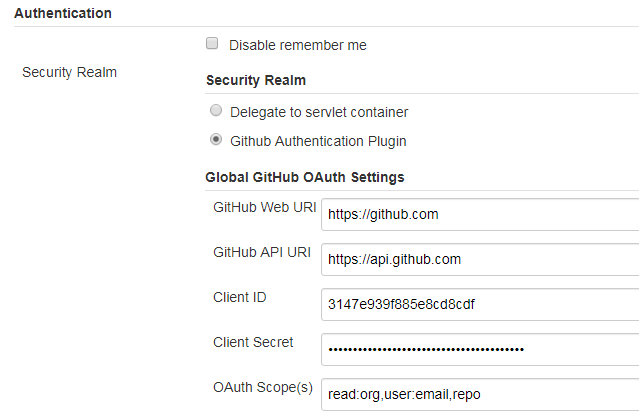 Authentication
Disable remember me
Security Realm
Security Realm
Delegate to servlet container
Github Authentication Plugin
Global GitHub OAuth Settings
GitHub Web URI https://github.com
GitHub API URI https://api.github.com
Client ID 3147e939f885e8cd8cdf
Client Secret ••••••••••••••••••••••••••••••••••••••••
OAuth Scope(s) read:org,user:email,repo